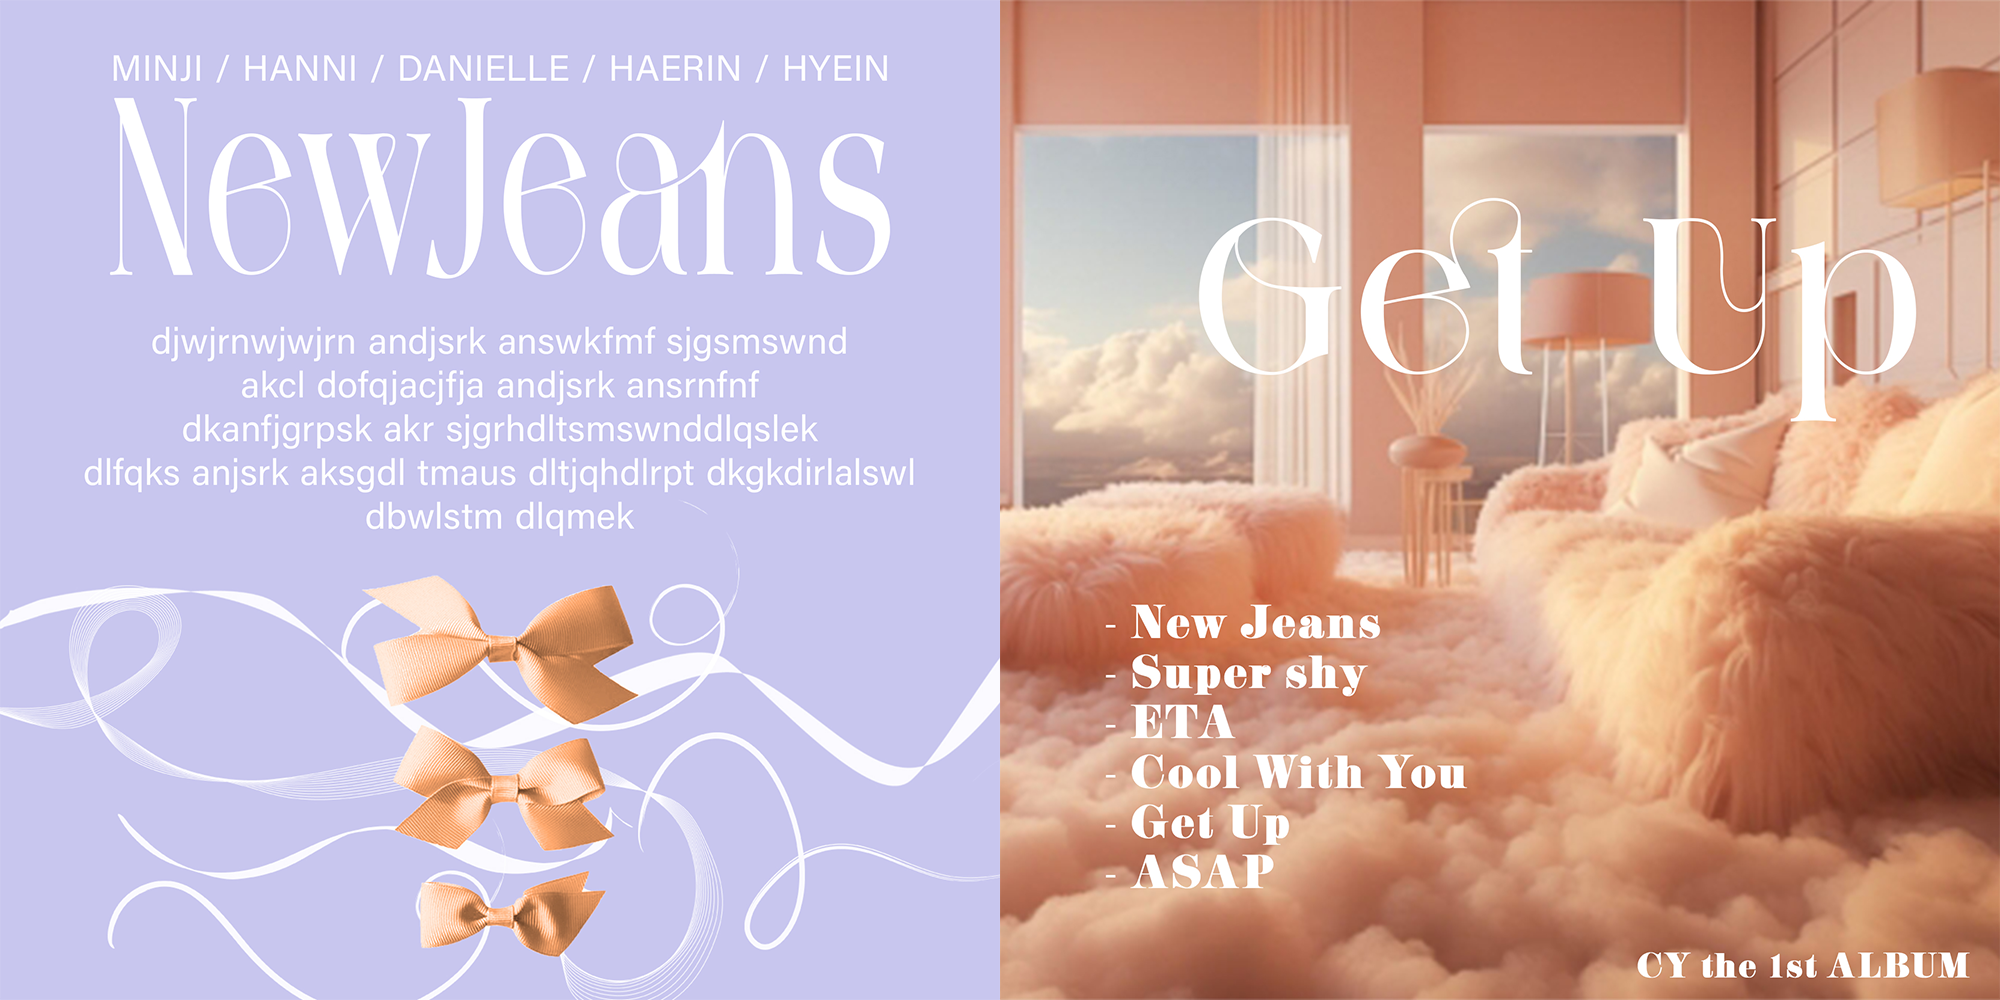 MINJI / HANNI / DANIELLE / HAERIN / HYEIN
NewJeans
djwjrnwjwjrn andjsrk answkfmf sjgsmswnd
akcl dofqjacjfja andjsrk ansrnfnf
dkanfjgrpsk akr sjgrhdltsmswnddlqslek
dlfqks anjsrk aksgdl tmaus dltjqhdlrpt dkgkdirlalswl
dbwlstm dlqmek
Get Up
- New Jeans
- Super shy
- ETA
- Cool With You
- Get Up
- ASAP
CY the 1st ALBUM